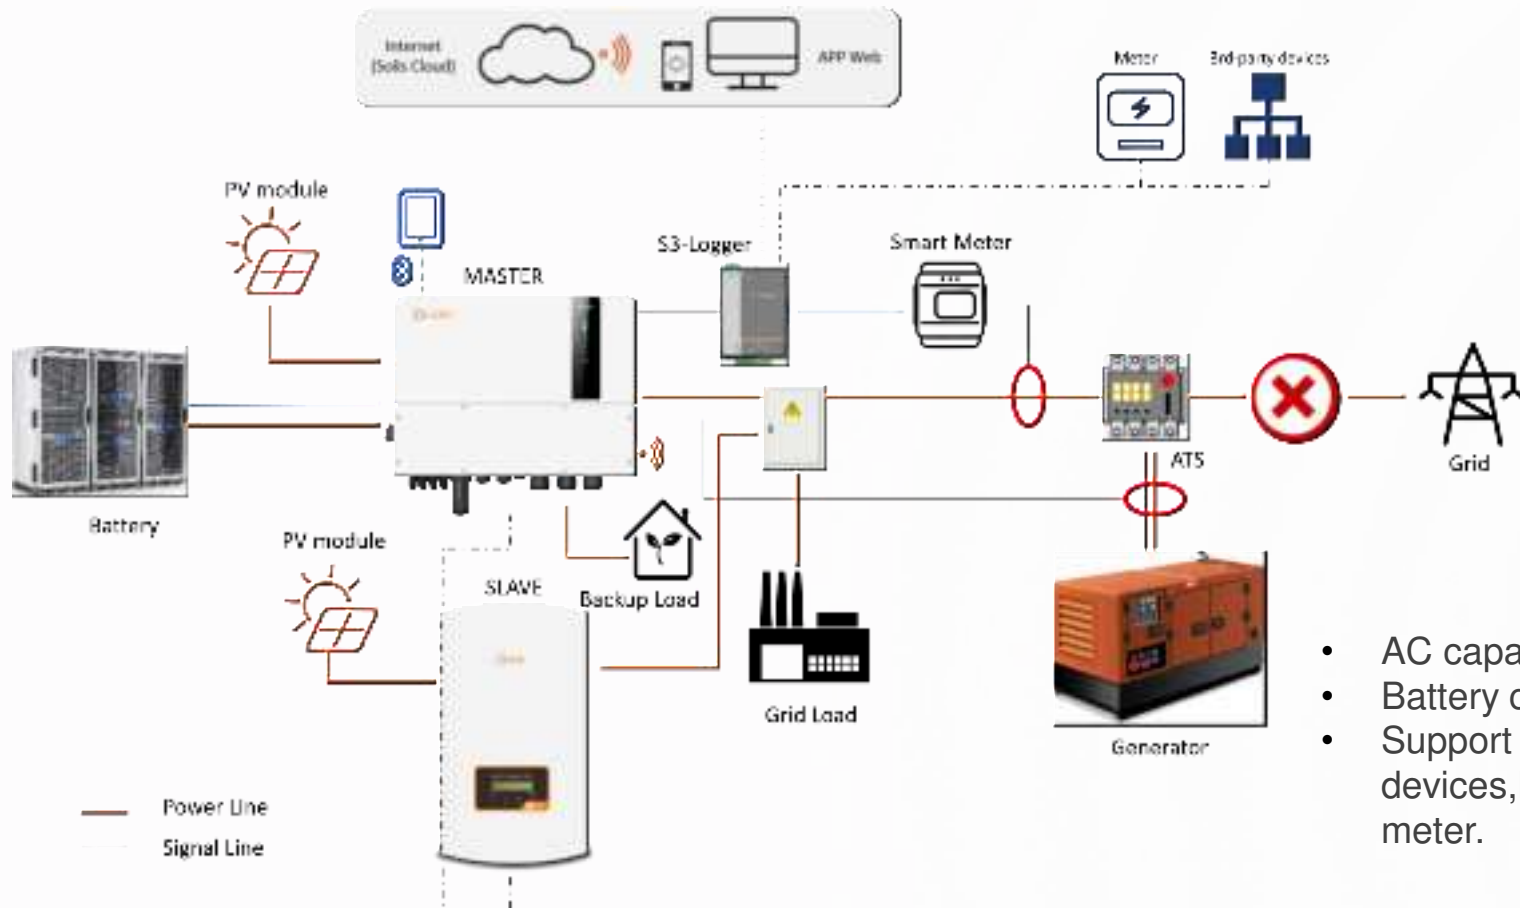 Internet
(Solis Cloud)
APP Web
Meter
3rd-party devices
PV module
S3-Logger
Smart Meter
MASTER
ATS
Grid
Battery
PV module
SLAVE
Backup Load
Grid Load
Generator
• AC capa
• Battery
• Support
devices,
meter.
Power Line
Signal Line